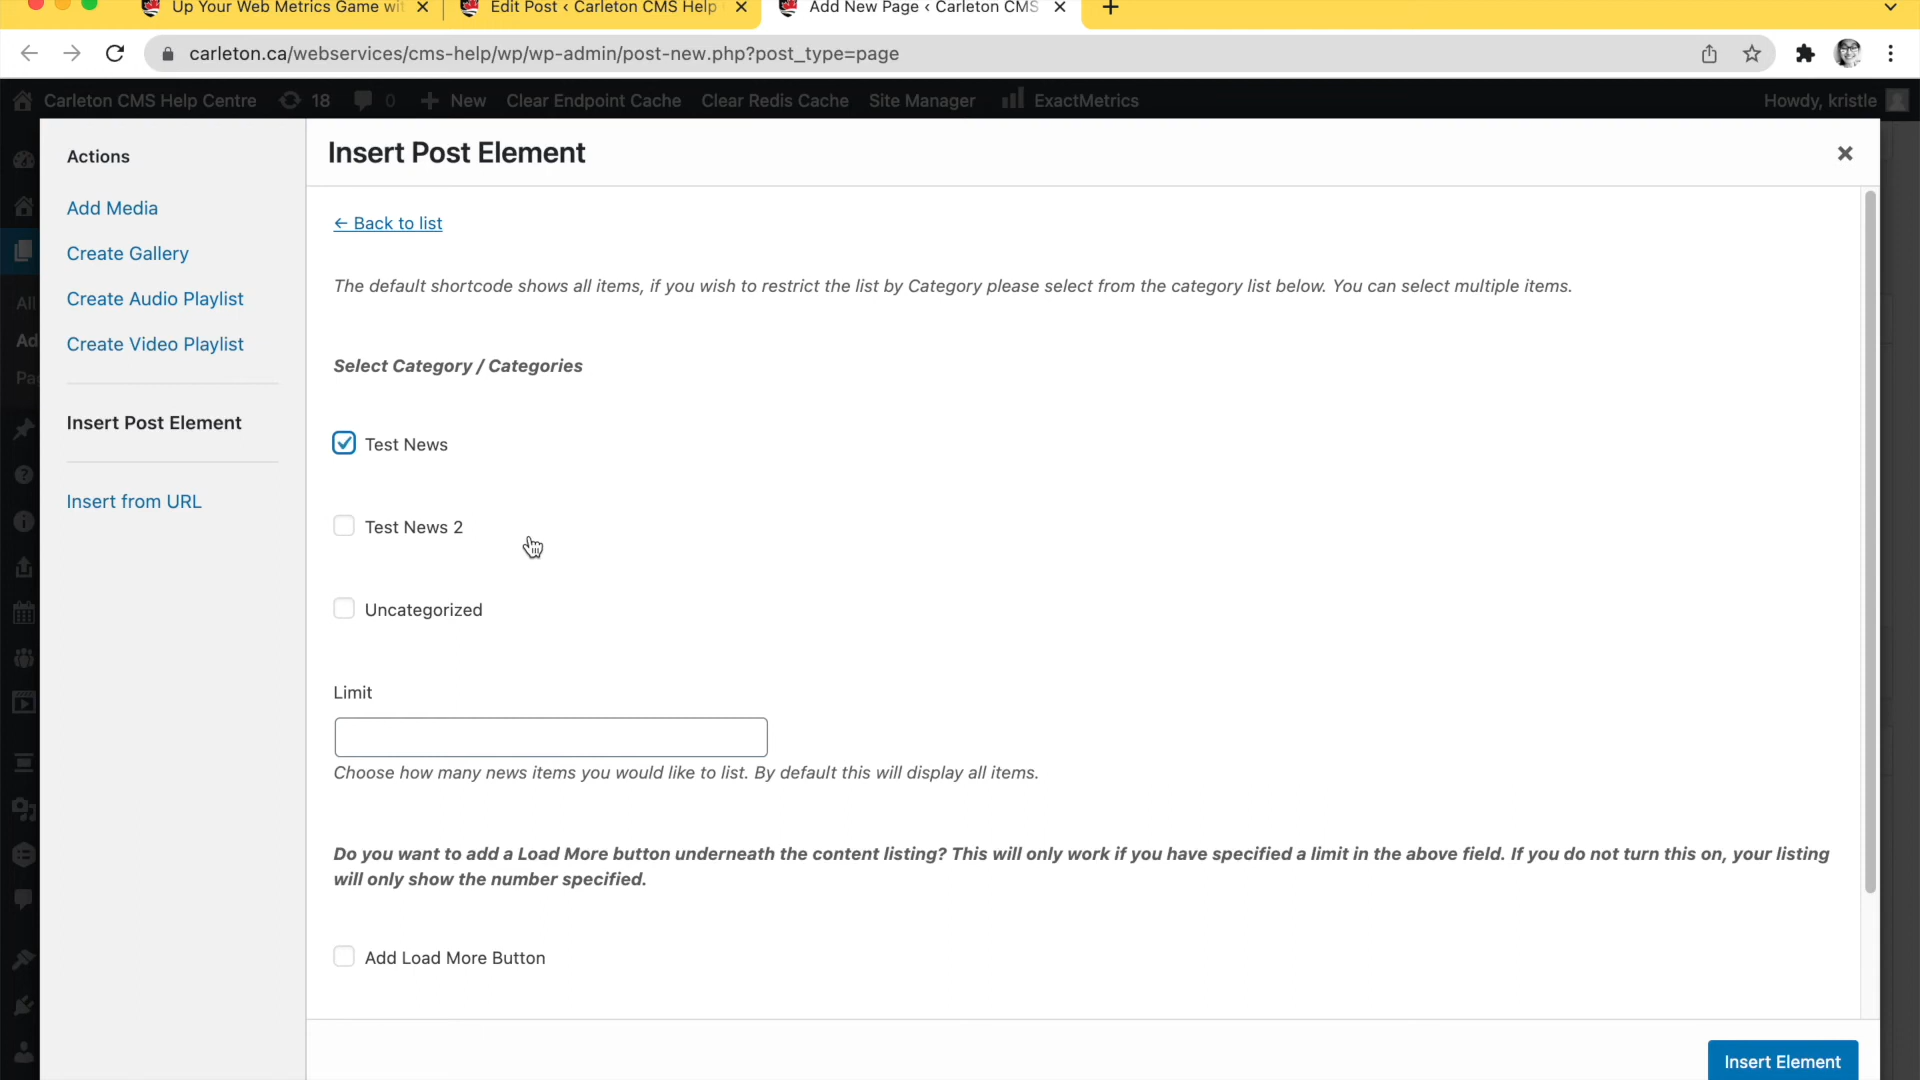 Up Your Web Metrics Game wit
Edit Post ‹ Carleton CMS Help
Add New Page ‹ Carleton CMS
carleton.ca/webservices/cms-help/wp/wp-admin/post-new.php?post_type=page
Carleton CMS Help Centre 18 0 New Clear Endpoint Cache Clear Redis Cache Site Manager ExactMetrics Howdy, kristle
Actions
Add Media
Create Gallery
Create Audio Playlist
Create Video Playlist
Insert Post Element
Insert from URL
All
Ad
Pa
Insert Post Element
← Back to list
The default shortcode shows all items, if you wish to restrict the list by Category please select from the category list below. You can select multiple items.
Select Category / Categories
Test News
Test News 2
Uncategorized
Limit
Choose how many news items you would like to list. By default this will display all items.
Do you want to add a Load More button underneath the content listing? This will only work if you have specified a limit in the above field. If you do not turn this on, your listing
will only show the number specified.
Add Load More Button
Insert Element